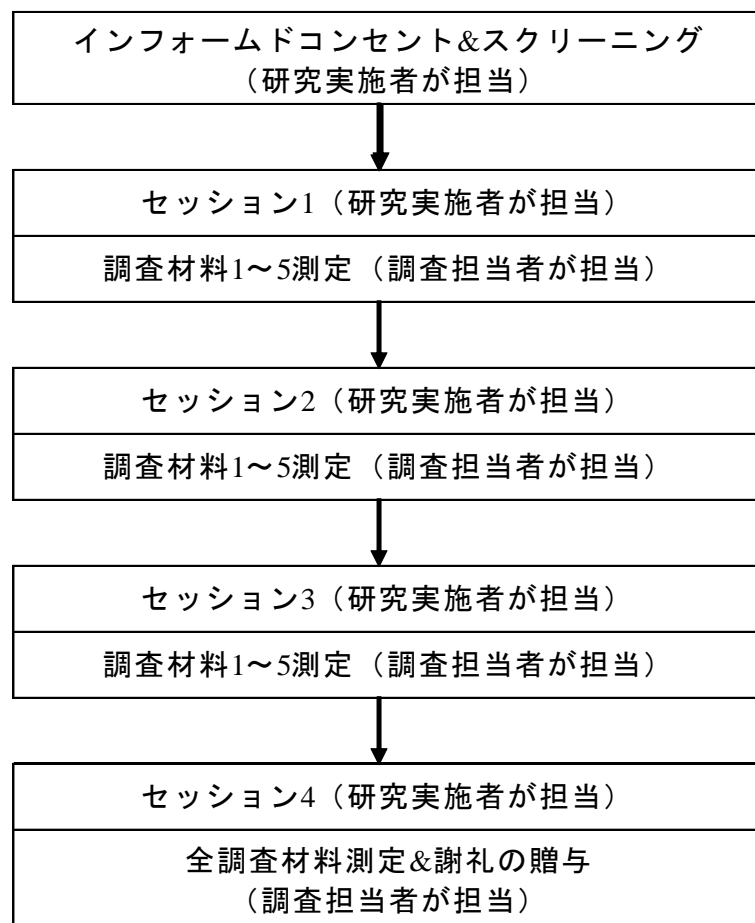 インフォームドコンセント&スクリーニング
（研究実施者が担当）
セッション1（研究実施者が担当）
調査材料1～5測定（調査担当者が担当）
セッション2（研究実施者が担当）
調査材料1～5測定（調査担当者が担当）
セッション3（研究実施者が担当）
調査材料1～5測定（調査担当者が担当）
セッション4（研究実施者が担当）
全調査材料測定&謝礼の贈与
（調査担当者が担当）